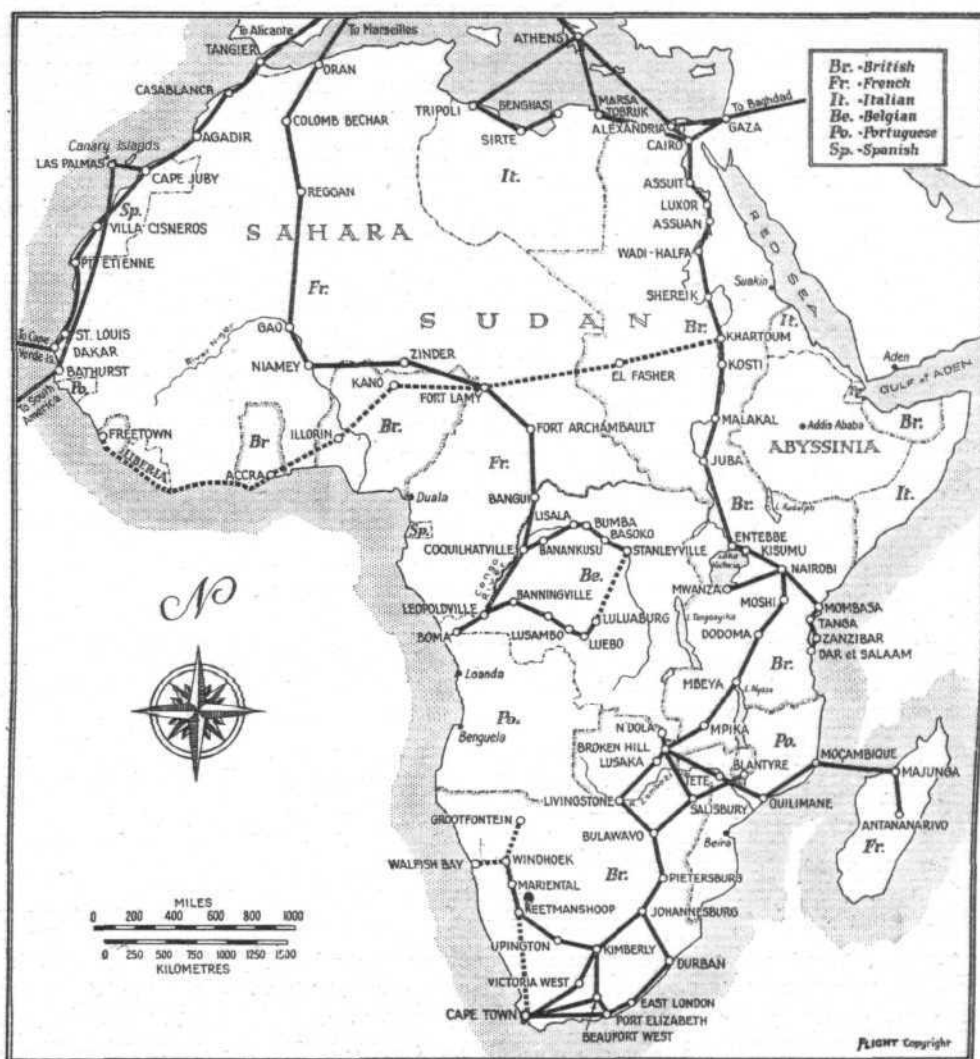 To Alicante
To Marseilles
TANGIER
ATHENS
ORAN
Br.-British
Fr.-French
It.-Italian
Be.-Belgian
Po.-Portuguese
Sp.-Spanish
CASABLANCA
TRIPOLI
BENGHASI
MARSA
TOBRUK
To Baghdad
COLOMB BECHAR
SIRTE
ALEXANDRIA
GAZA
AGADIR
CAIRO
Canary Islands
LAS PALMAS
CAPE JUBY
It.
ASSUIT
REGGAN
LUXOR
Sp.
ASSUAN
RED SEA
VILLA CISNEROS
SAHARA
WADI-HALFA
PT ETIENNE
Fr.
SHEREIK
Suakin
SUDAN
It.
To Cape
Verde Is.
ST. LOUIS
GAO
Br.
KHARTOUM
DAKAR
River Niger
ZINDER
Aden
BATHURST
NIAMEY
EL FASHER
KOSTI
GULF of ADEN
To South
America
Po.
KANO
FORT LAMY
MALAKAL
Addis Ababa
Br.
FREETOWN
ILLORIN
Br.
FORT ARCHAMBAULT
ABYSSINIA
LIBERIA
Br
Fr.
JUBA
ACCRA
It.
Duala
BANGUI
Br.
L. Rudolph
LISALA
BUMBA
Sp.
BASOKO
ENTEBBE
COQUILHATVILLE
BANANKUSU
STANLEYVILLE
KISUMU
Lake
Victoria
NAIROBI
Congo
River
Be.
MWANZA
N
BANNINGVILLE
MOSHI
MOMBASA
LEOPOLDVILLE
LULUABURG
L. Tanganyika
TANGA
BOMA
LUSAMBO
LUEBO
DODOMA
ZANZIBAR
DAR el SALAAM
Loanda
Br.
MBEYA
L. Nyasa
Po.
N'DOLA
MPIKA
Benguela
BROKEN HILL
Po.
MOÇAMBIQUE
LUSAKA
BLANTYRE
MAJUNGA
TETE
R. Zambezi
LIVINGSTONE
SALISBURY
QUILIMANE
GROOTFONTEIN
BULAWAYO
Beira
ANTANANARIVO
Fr.
WALFISH BAY
WINDHOEK
Br.
PIETERSBURG
MARIENTAL
MILES
0 200 400 600 800 1000
KEETMANSHOOP
JOHANNESBURG
0 250 500 750 1000 1250 1500
KILOMETRES
UPINGTON
KIMBERLY
DURBAN
VICTORIA WEST
EAST LONDON
CAPE TOWN
PORT ELIZABETH
BEAUFORT WEST
FLIGHT Copyright